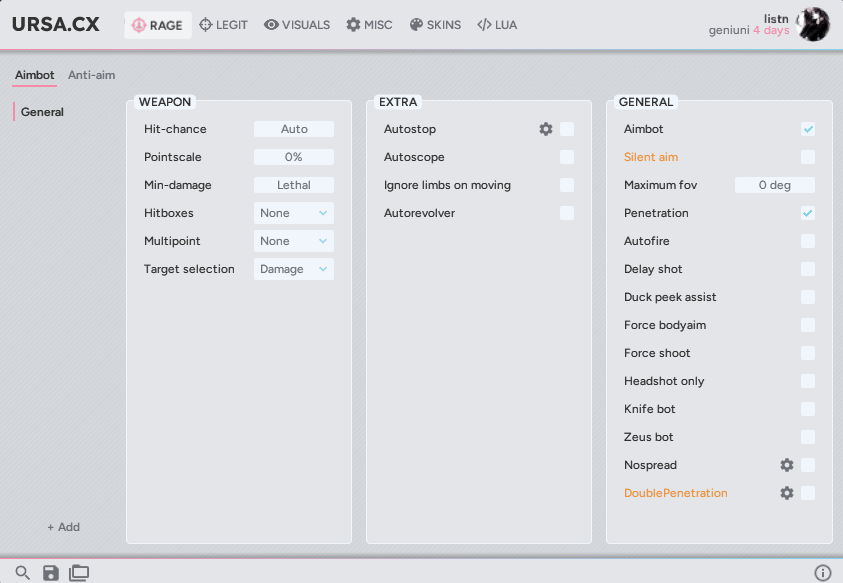 URSA.CX
RAGE
LEGIT
VISUALS
MISC
SKINS
LUA
listn
geniuni 4 days
Aimbot
Anti-aim
General
+ Add
WEAPON
Hit-chance
Auto
Pointscale
0%
Min-damage
Lethal
Hitboxes
None
Multipoint
None
Target selection
Damage
EXTRA
Autostop
Autoscope
Ignore limbs on moving
Autorevolver
GENERAL
Aimbot
Silent aim
Maximum fov
0 deg
Penetration
Autofire
Delay shot
Duck peek assist
Force bodyaim
Force shoot
Headshot only
Knife bot
Zeus bot
Nospread
DoublePenetration